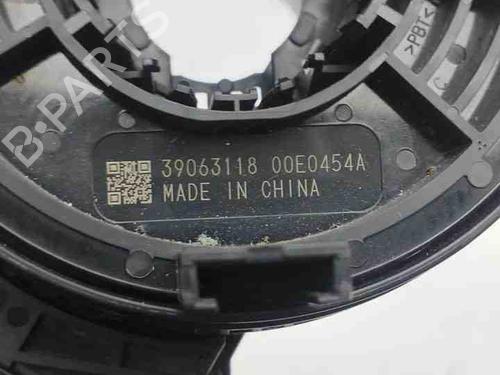 >PBT<
39063118 00E0454A
MADE IN CHINA
B-PARTS